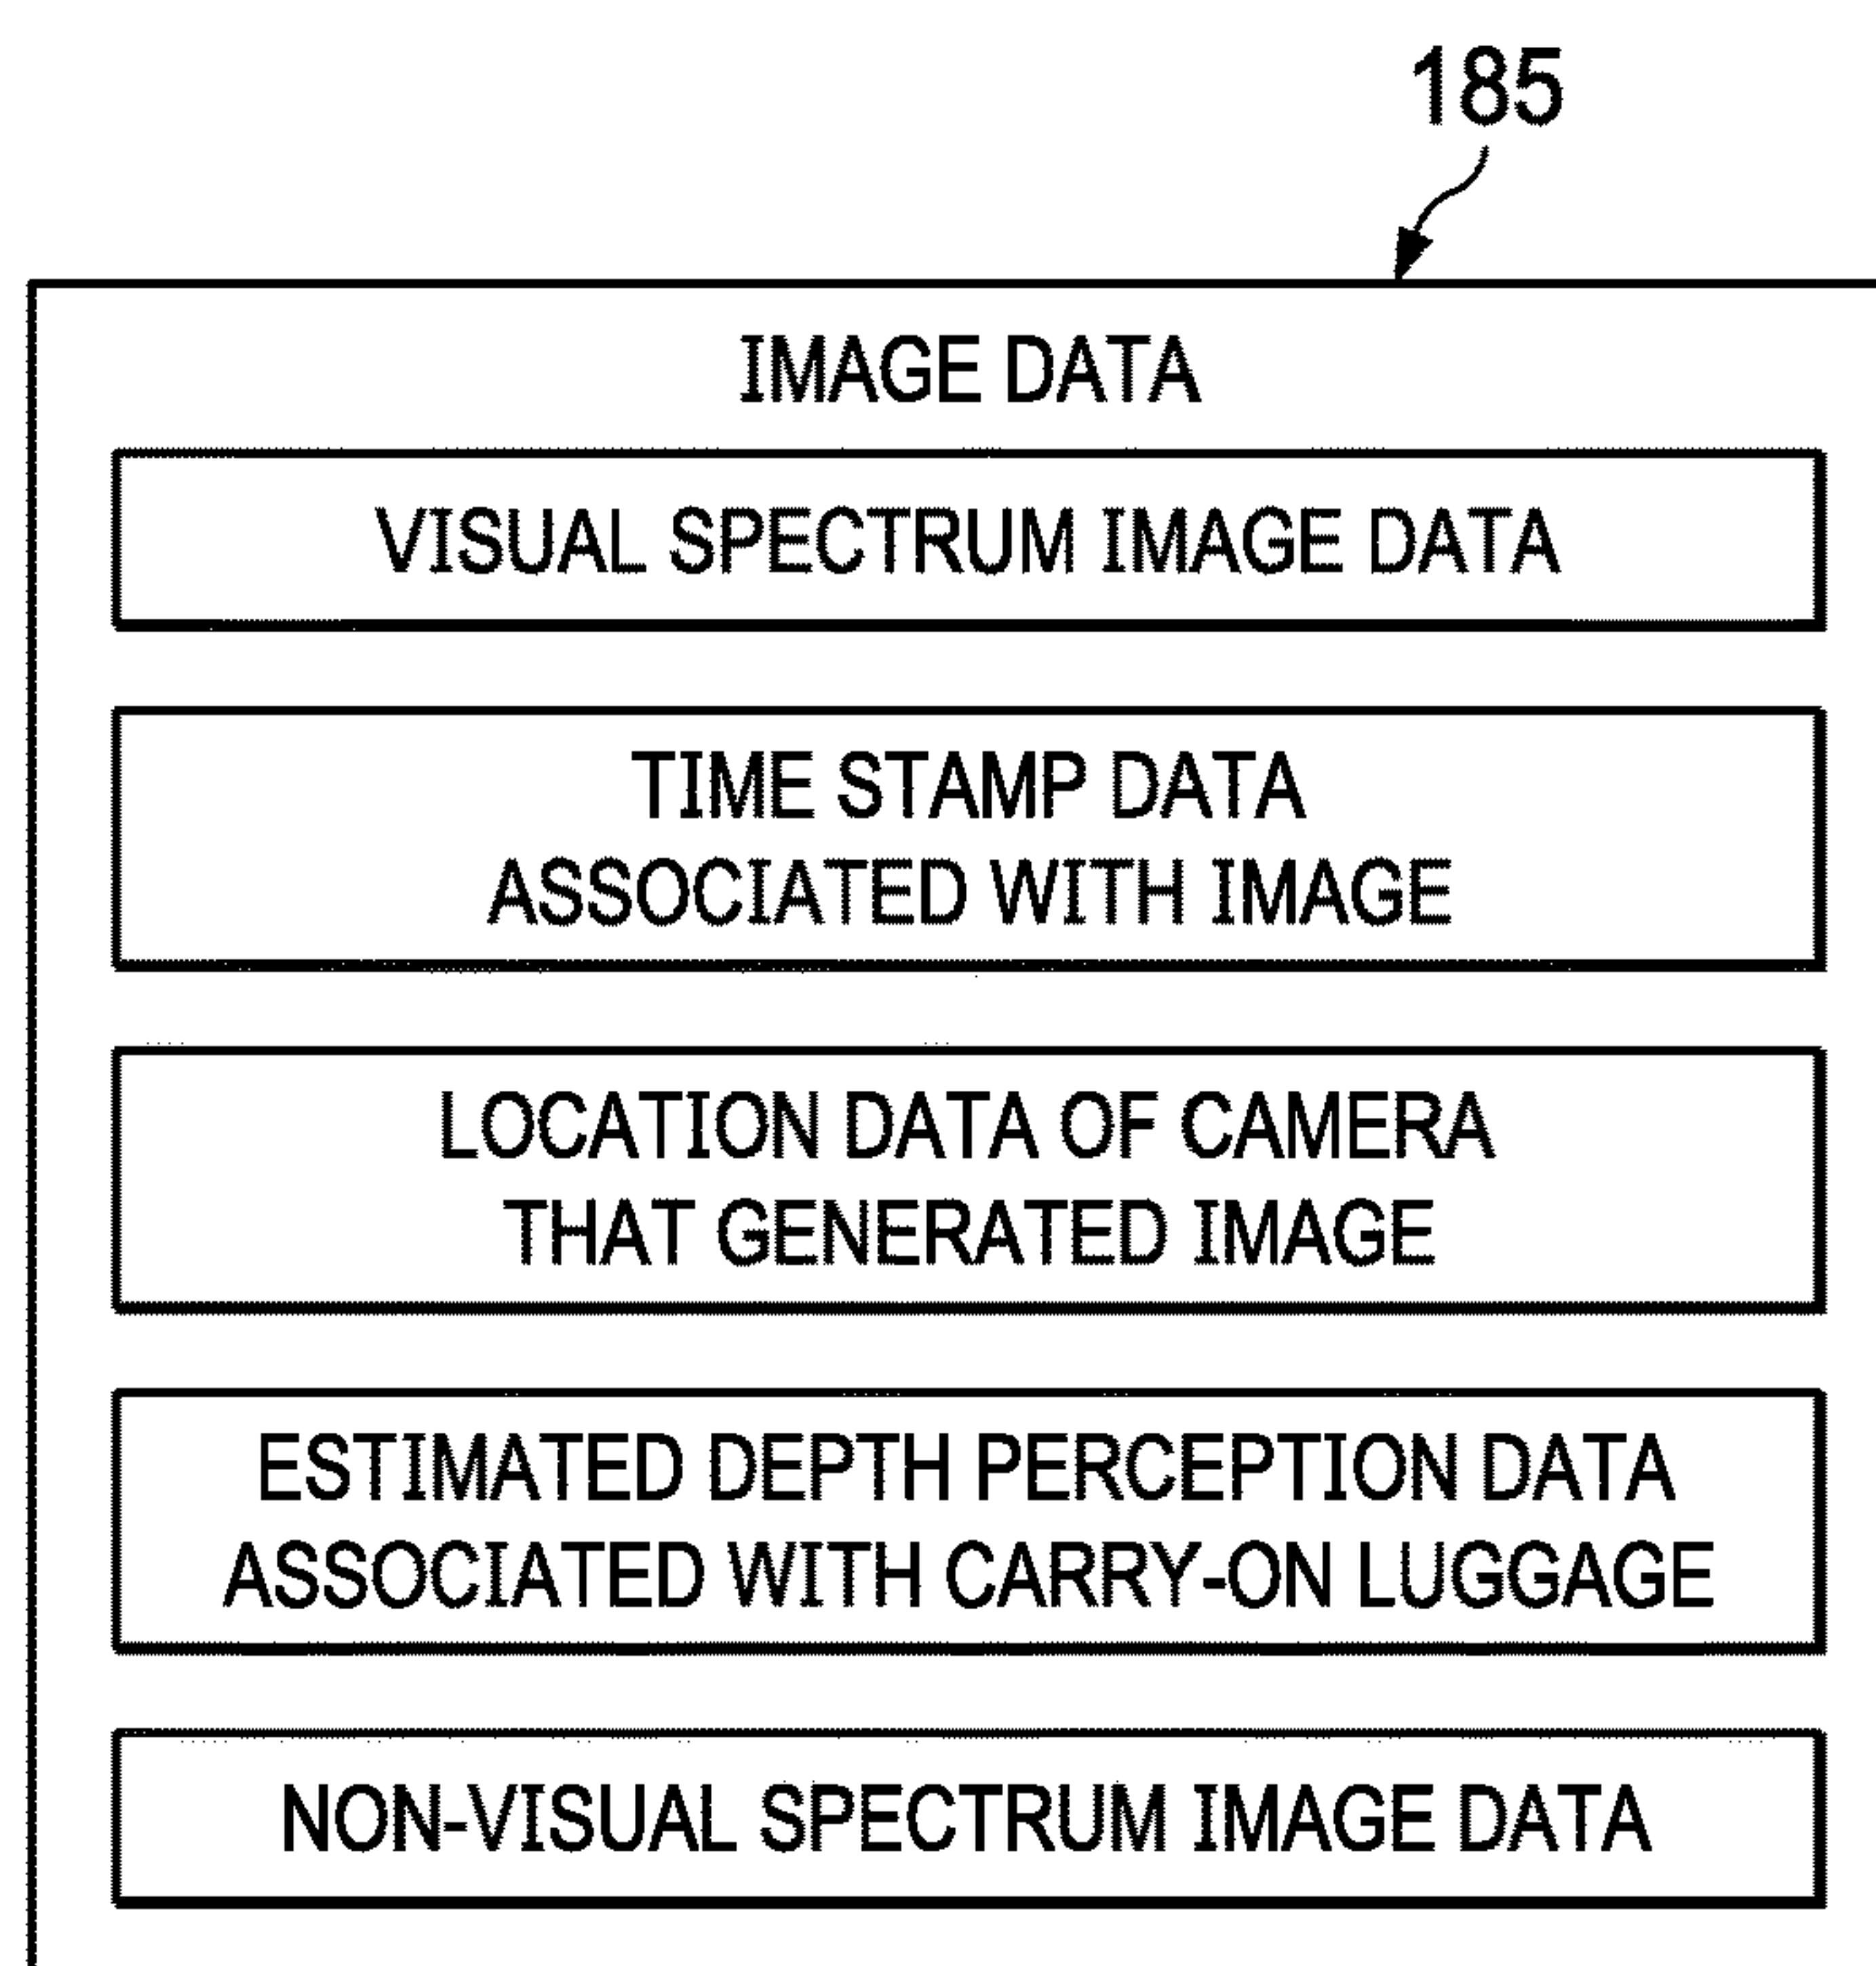 185
IMAGE DATA
VISUAL SPECTRUM IMAGE DATA
TIME STAMP DATA
ASSOCIATED WITH IMAGE
LOCATION DATA OF CAMERA
THAT GENERATED IMAGE
ESTIMATED DEPTH PERCEPTION DATA
ASSOCIATED WITH CARRY-ON LUGGAGE
NON-VISUAL SPECTRUM IMAGE DATA